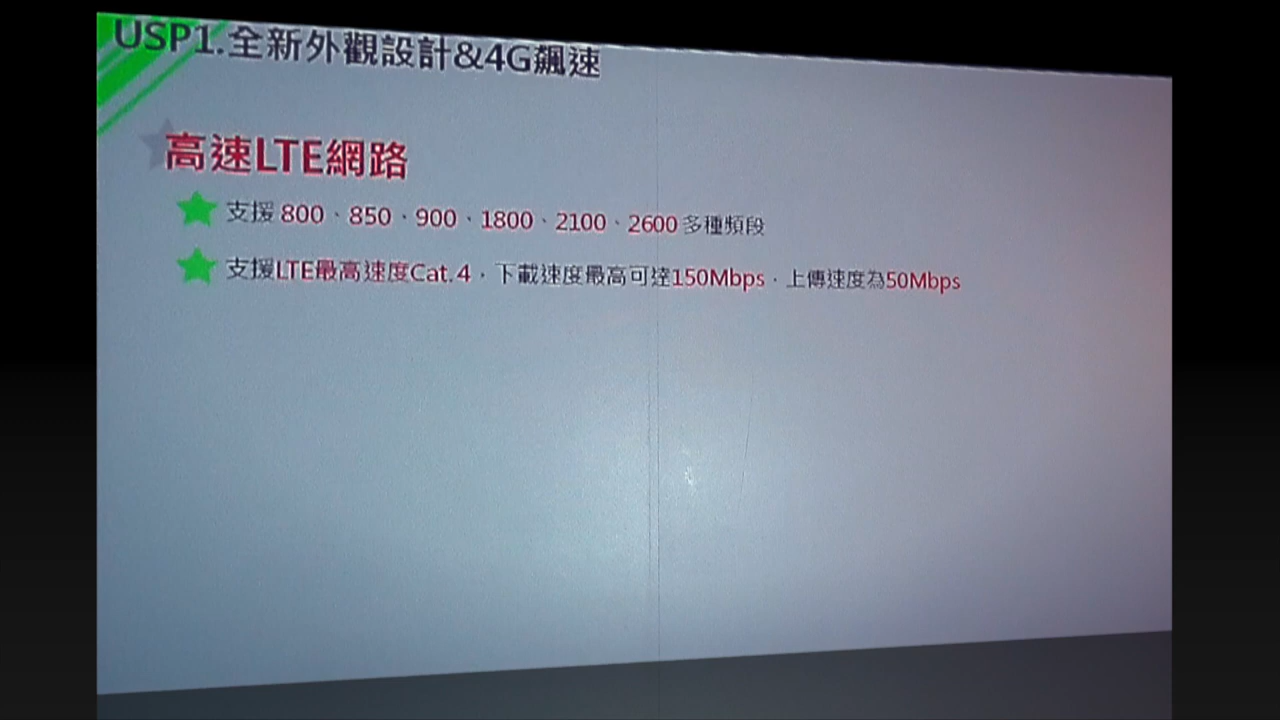 USP1.全新外觀設計&4G飆速
高速LTE網路
支援 800、850、900、1800、2100、2600 多種頻段
支援LTE最高速度Cat.4，下載速度最高可達150Mbps，上傳速度為50Mbps